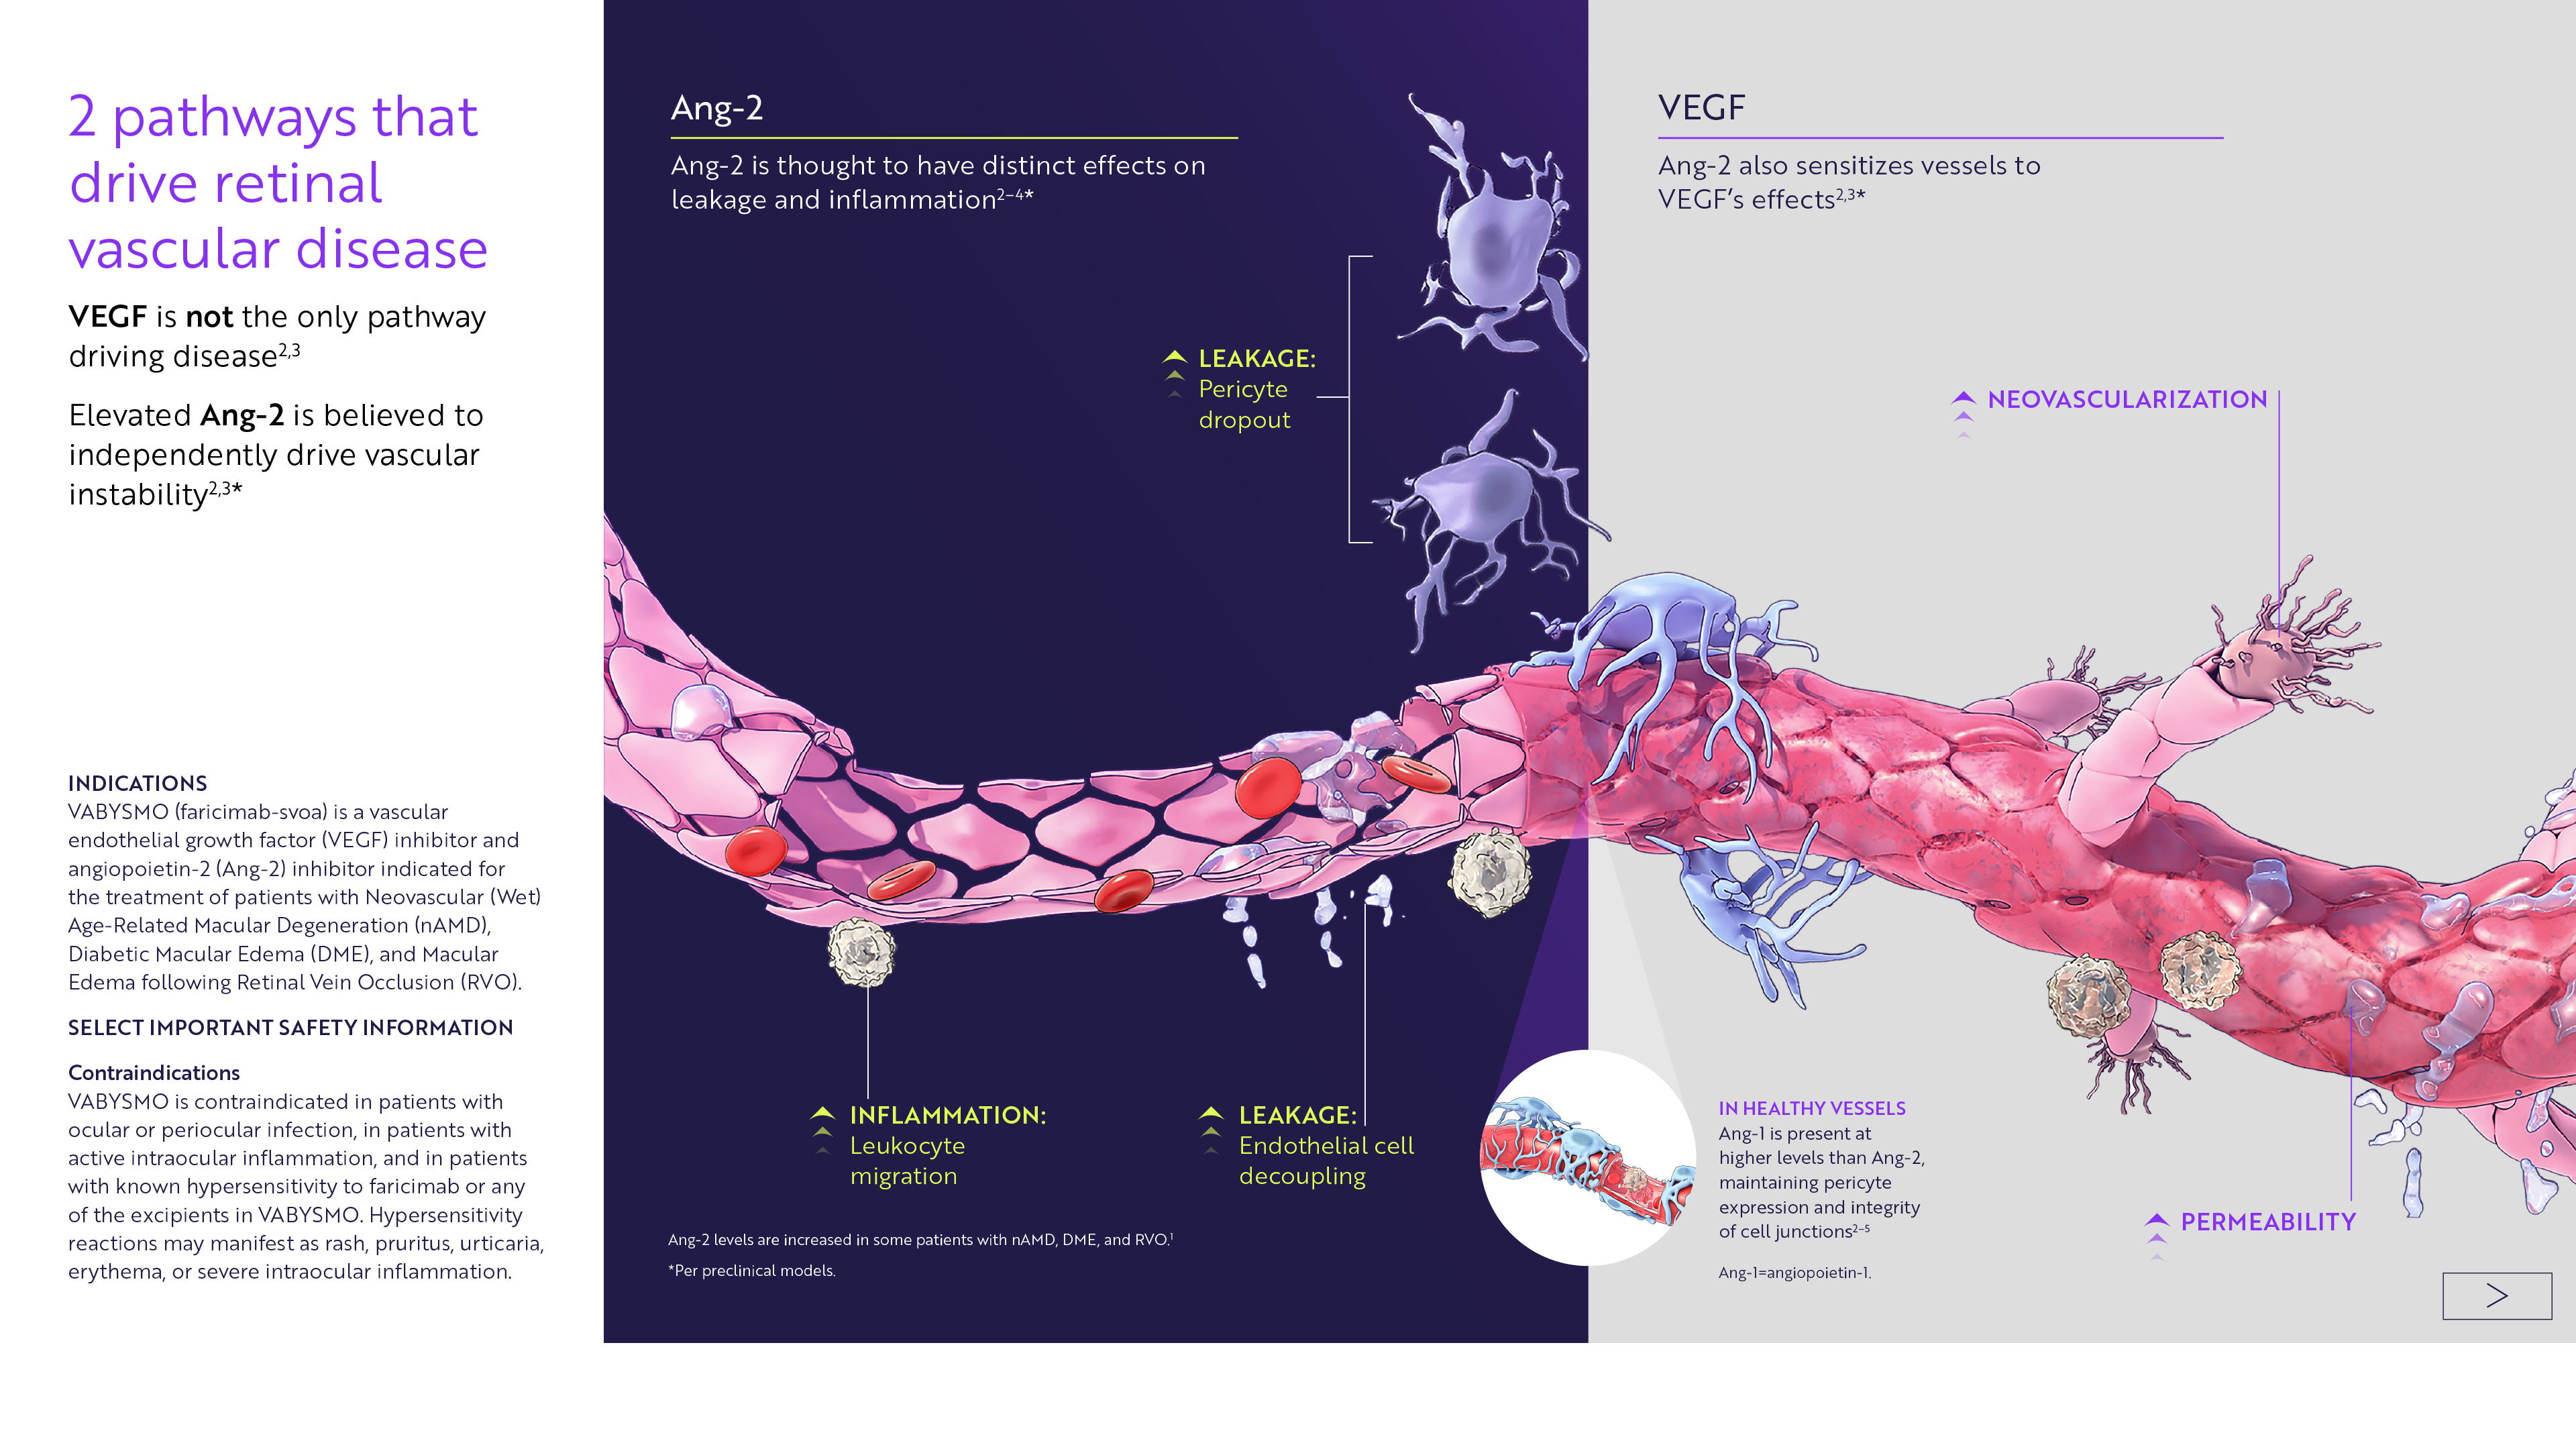 2 pathways that
drive retinal
vascular disease
VEGF is not the only pathway
driving disease2,3
Elevated Ang-2 is believed to
independently drive vascular
instability2,3*
INDICATIONS
VABYSMO (faricimab-svoa) is a vascular
endothelial growth factor (VEGF) inhibitor and
angiopoietin-2 (Ang-2) inhibitor indicated for
the treatment of patients with Neovascular (Wet)
Age-Related Macular Degeneration (nAMD),
Diabetic Macular Edema (DME), and Macular
Edema following Retinal Vein Occlusion (RVO).
SELECT IMPORTANT SAFETY INFORMATION
Contraindications
VABYSMO is contraindicated in patients with
ocular or periocular infection, in patients with
active intraocular inflammation, and in patients
with known hypersensitivity to faricimab or any
of the excipients in VABYSMO. Hypersensitivity
reactions may manifest as rash, pruritus, urticaria,
erythema, or severe intraocular inflammation.
Ang-2
Ang-2 is thought to have distinct effects on
leakage and inflammation2–4*
LEAKAGE:
Pericyte
dropout
INFLAMMATION:
Leukocyte
migration
LEAKAGE:
Endothelial cell
decoupling
Ang-2 levels are increased in some patients with nAMD, DME, and RVO.1
*Per preclinical models.
VEGF
Ang-2 also sensitizes vessels to
VEGF’s effects2,3*
NEOVASCULARIZATION
IN HEALTHY VESSELS
Ang-1 is present at
higher levels than Ang-2,
maintaining pericyte
expression and integrity
of cell junctions2–5
Ang-1=angiopoietin-1.
PERMEABILITY
>